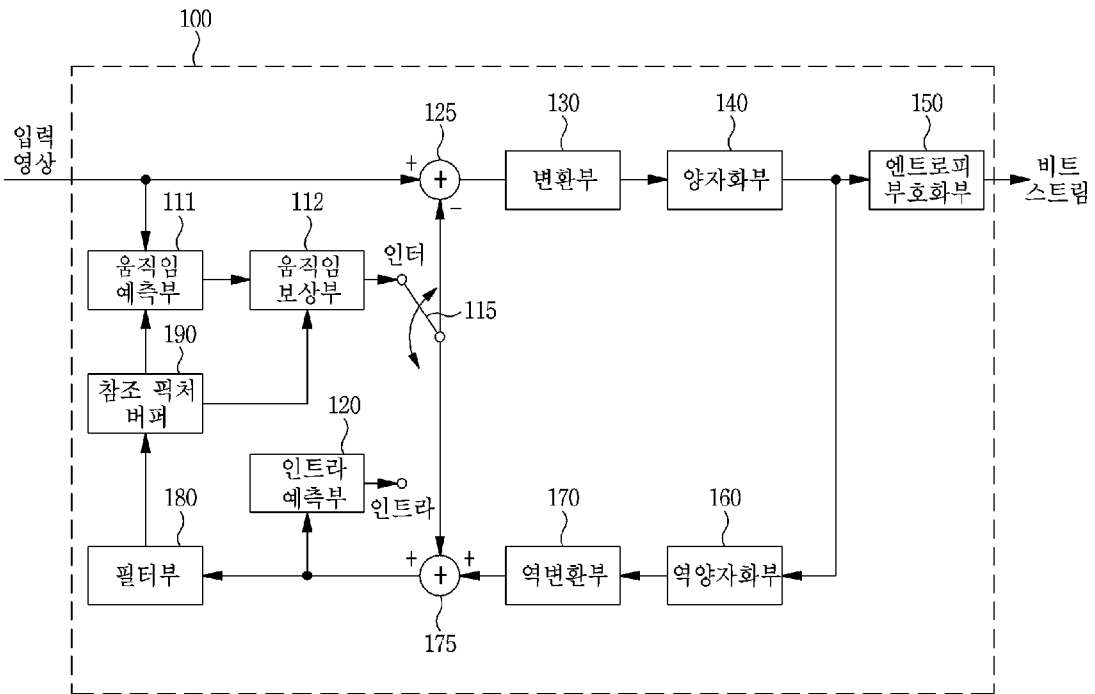 100
입력
영상
125
130
140
150
+
+
−
변환부
양자화부
엔트로피
부호화부
비트
스트림
111
112
움직임
예측부
움직임
보상부
인터
115
190
참조 픽처
버퍼
120
인트라
예측부
인트라
180
170
160
필터부
+
+
+
역변환부
역양자화부
175